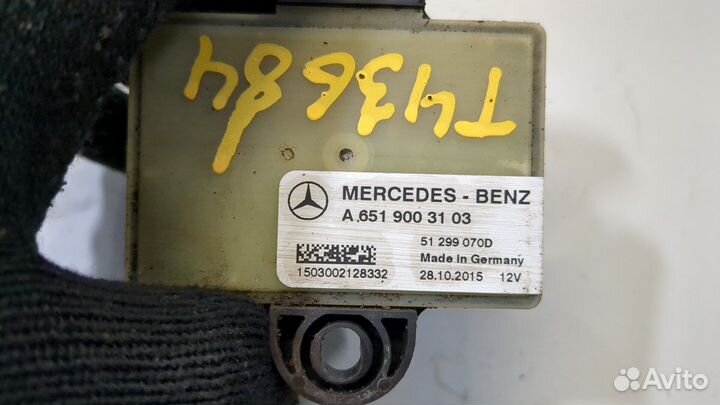 T43684
MERCEDES - BENZ
A 651 900 31 03
51 299 070D
Made in Germany
1503002128332
28.10.2015 12V
Avito